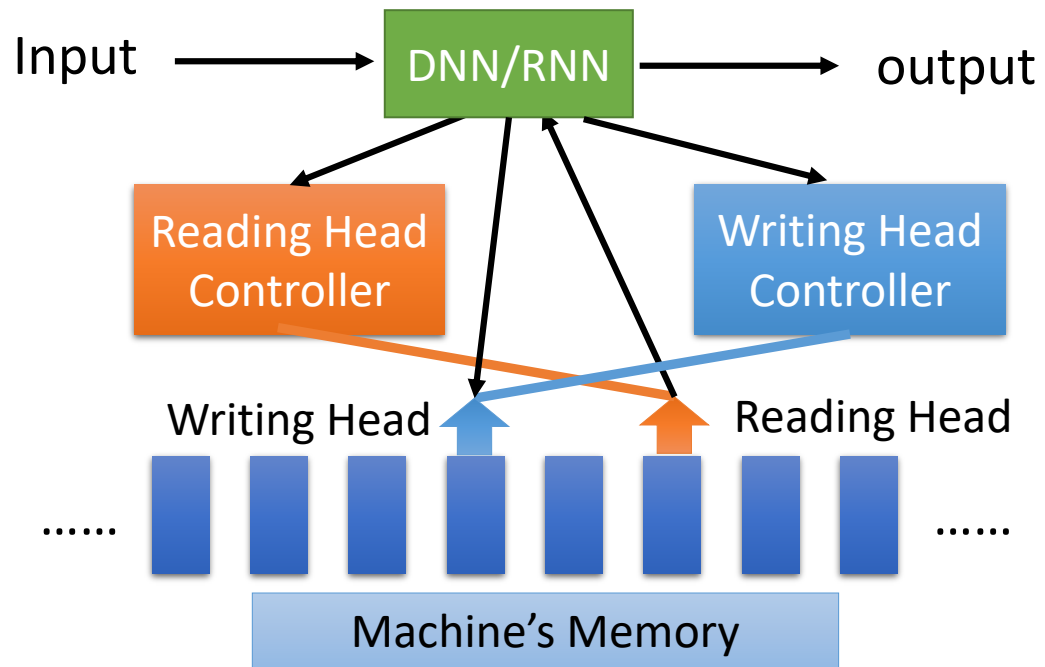 Input
DNN/RNN
output
Reading Head
Controller
Writing Head
Controller
Writing Head
Reading Head
……
……
Machine’s Memory